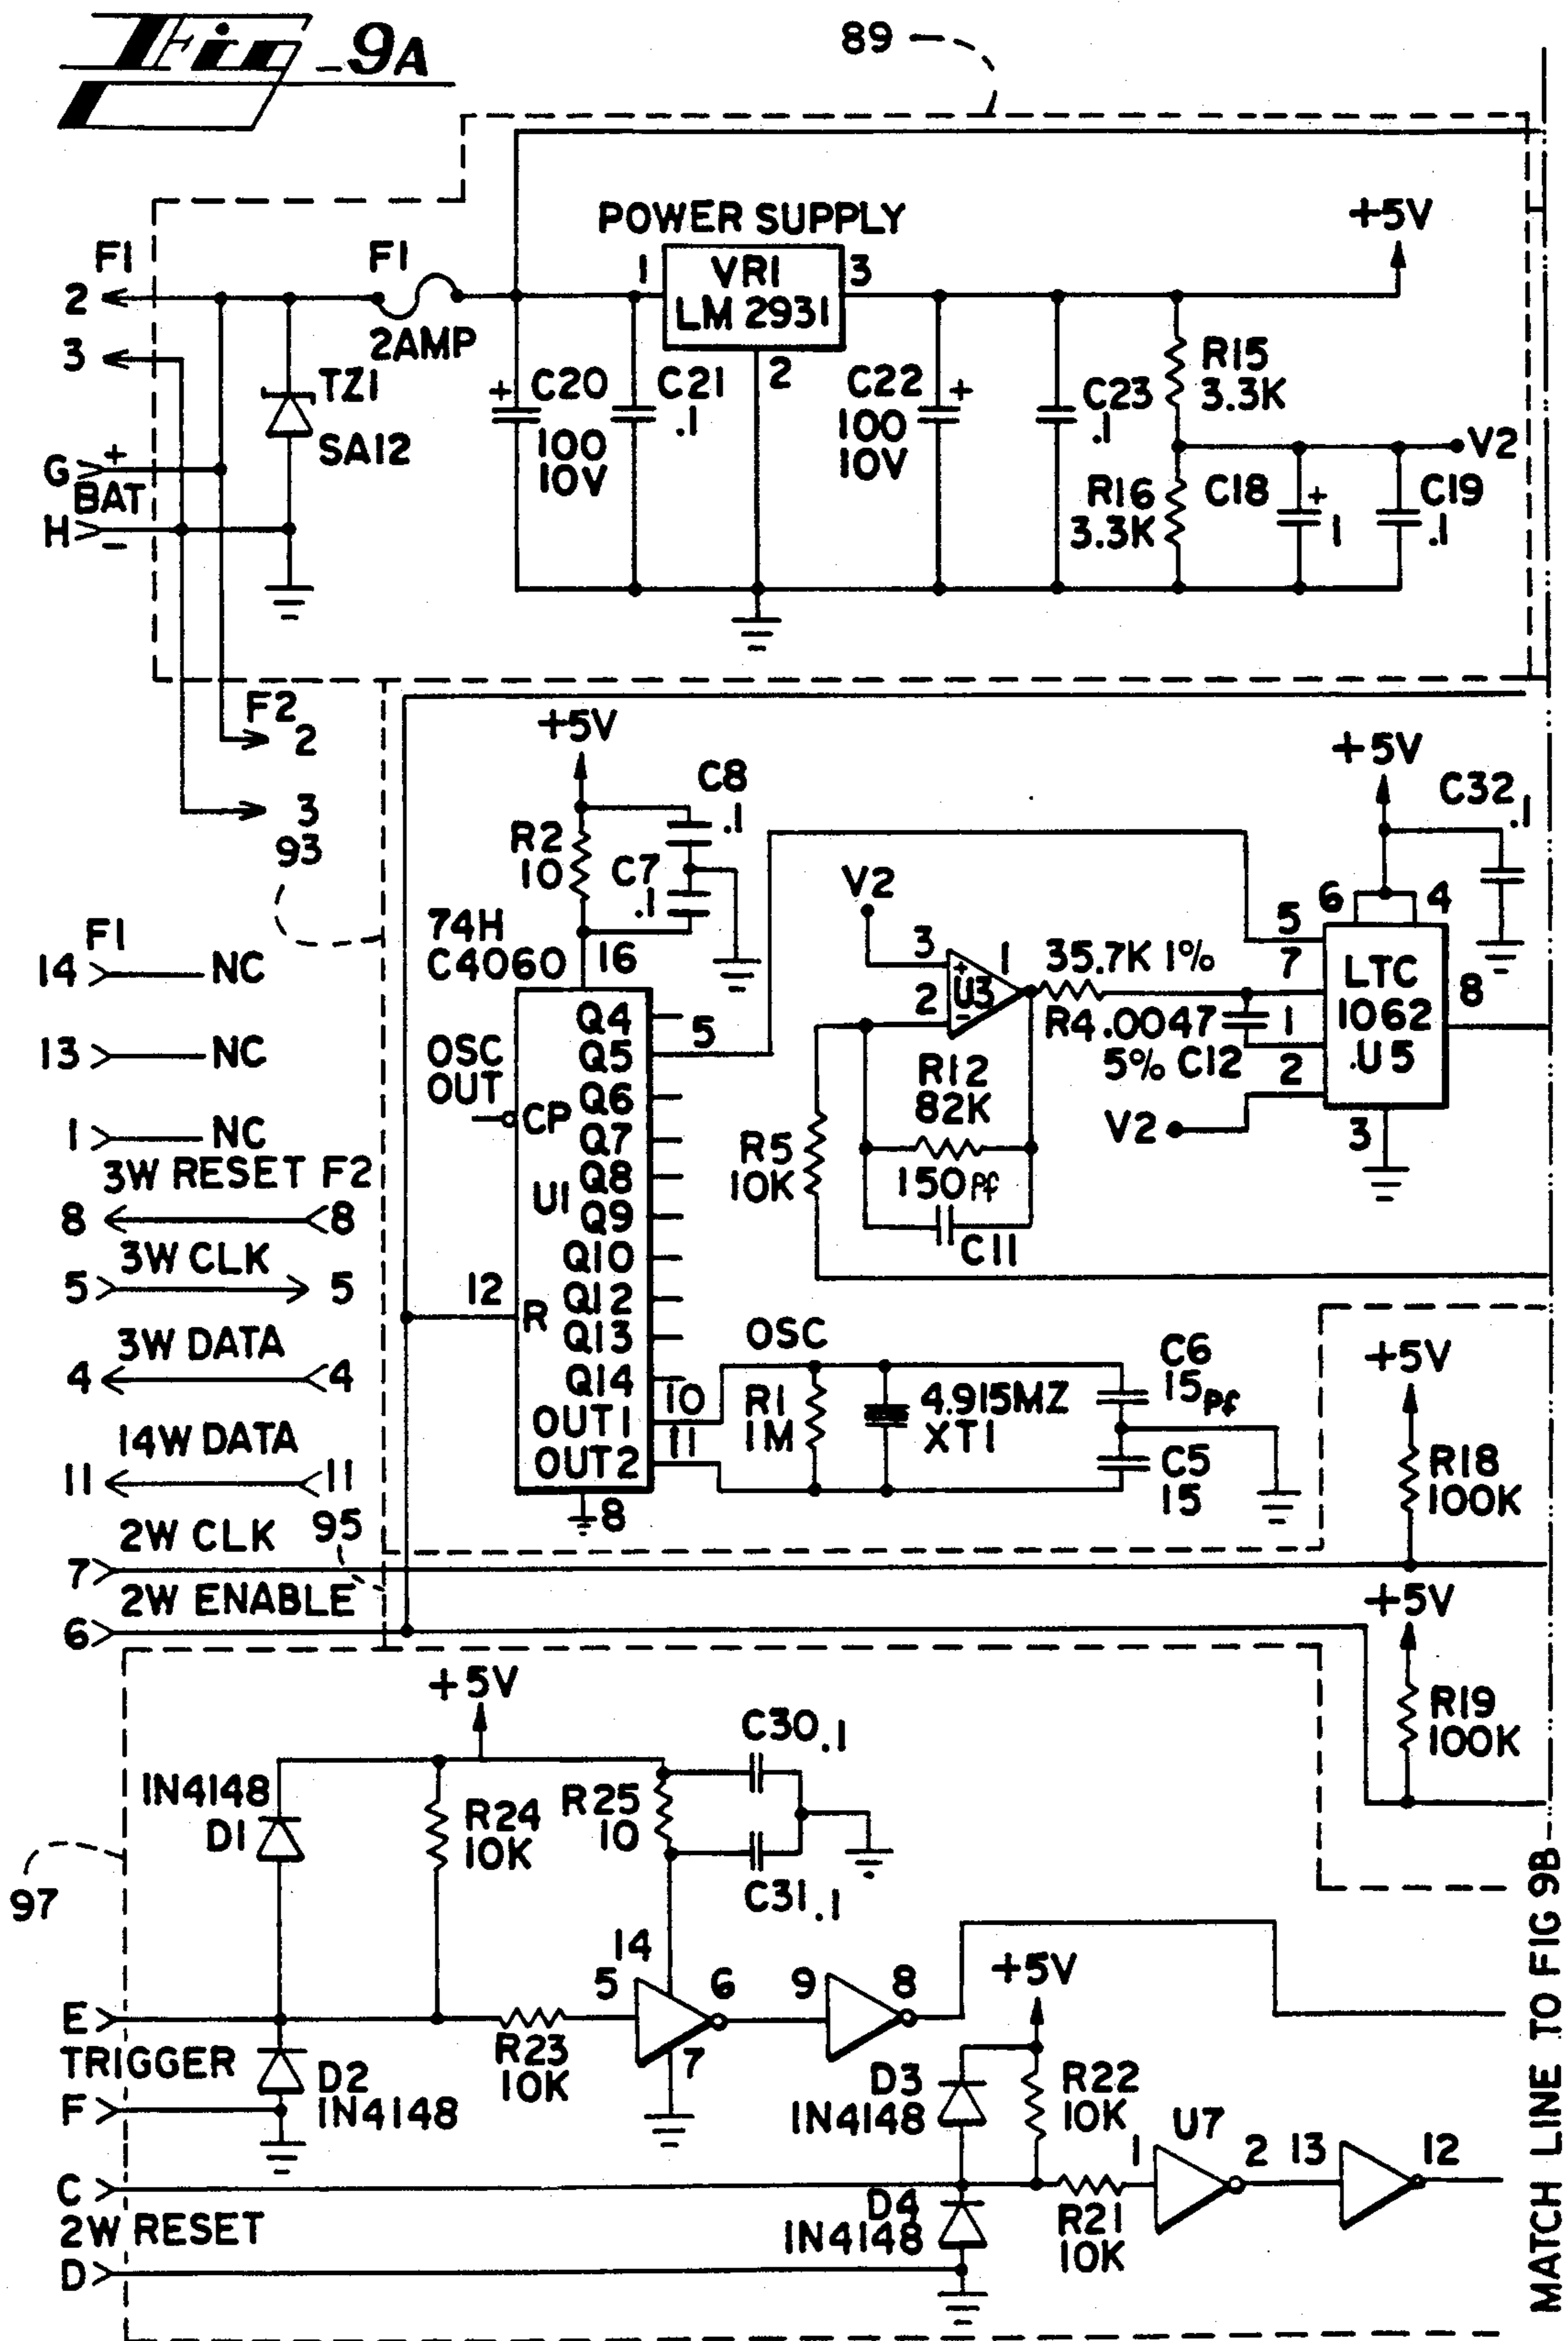 Fig-9A
89
POWER SUPPLY
+5V
F1
2
3
F1
2AMP
1
VR1
LM 2931
3
2
TZ1
SA12
+
C20
100
10V
C21
.1
C22
+
100
10V
C23
.1
R15
3.3K
V2
R16
3.3K
C18
+
1
C19
.1
G
+
BAT
H
-
F2
2
3
93
+5V
C8
.1
R2
10
C7
.1
74H
C4060
16
+5V
C32
.1
V2
3
+
1
U3
2
-
35.7K 1%
R4
.0047
5% C12
6
4
5
7
1
2
LTC
1062
.U5
8
3
V2
R12
82K
150pf
C11
R5
10K
F1
14
NC
13
NC
1
NC
3W RESET F2
8
8
3W CLK
5
5
3W DATA
4
4
14W DATA
11
11
95
2W CLK
7
2W ENABLE
6
OSC
OUT
CP
U1
12
R
Q4
Q5
5
Q6
Q7
Q8
Q9
Q10
Q12
Q13
Q14
OUT1
10
OUT2
11
8
OSC
R1
1M
4.915MZ
XT1
C6
15pf
C5
15
+5V
R18
100K
+5V
R19
100K
+5V
1N4148
D1
R24
10K
R25
10
C30.1
C31.1
97
14
5
6
7
9
8
+5V
E
TRIGGER
F
D2
1N4148
R23
10K
D3
1N4148
R22
10K
U7
1
2
13
12
C
2W RESET
D
D4
1N4148
R21
10K
MATCH LINE TO FIG 9B